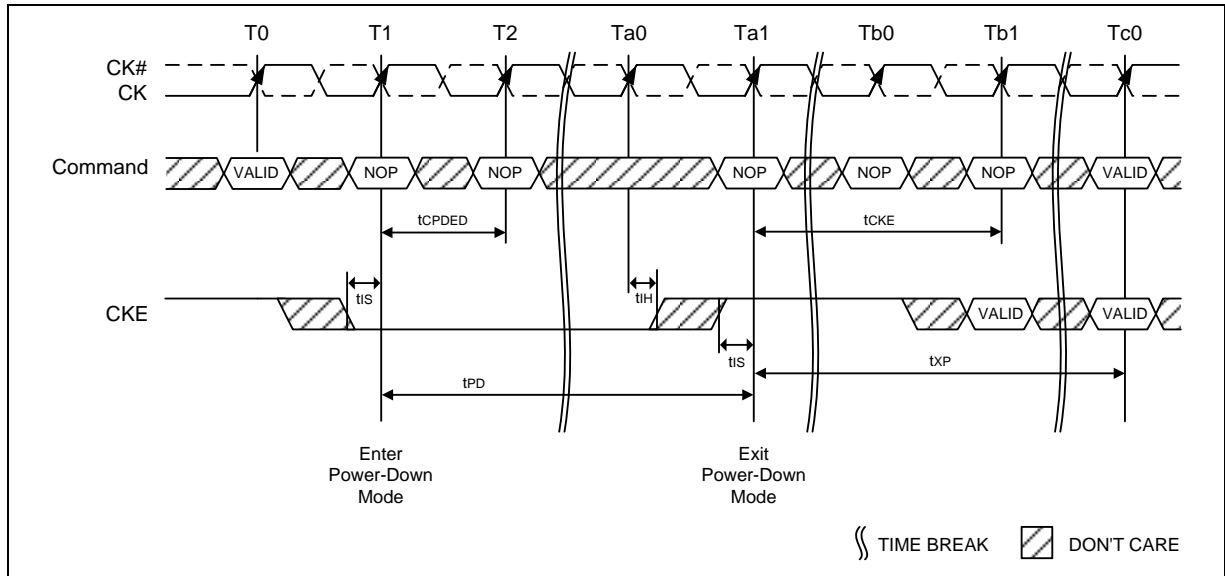 T0 T1 T2 Ta0 Ta1 Tb0 Tb1 Tc0
CK#
CK
Command VALID NOP NOP NOP NOP NOP VALID
tCPDED tCKE
tIS tIH
CKE VALID VALID
tIS tXP
tPD
Enter
Power-Down
Mode
Exit
Power-Down
Mode
TIME BREAK DON'T CARE